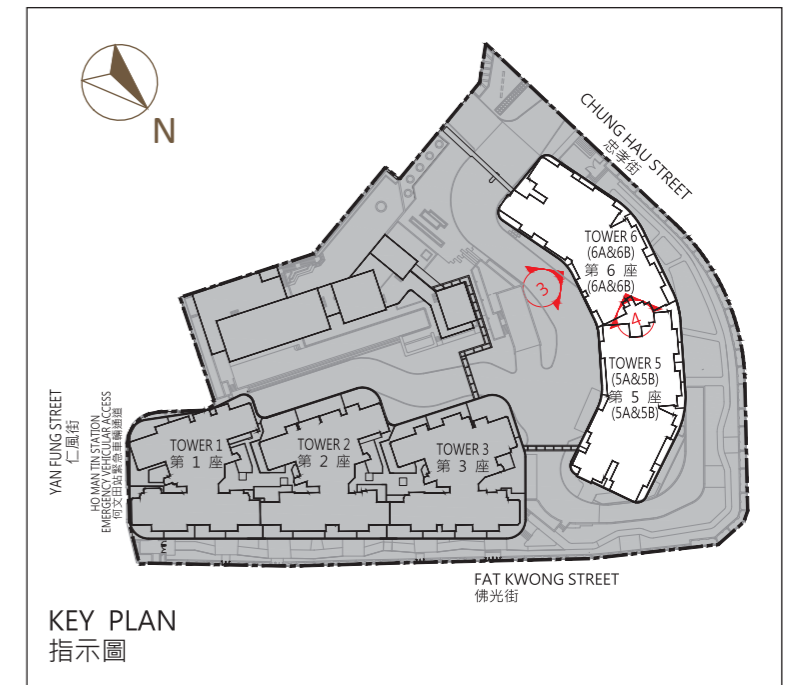 N
CHUNG HAU STREET
忠孝街
TOWER 6
(6A&6B)
第 6 座
(6A&6B)
3
4
TOWER 5
(5A&5B)
第 5 座
(5A&5B)
YAN FUNG STREET
仁風街
HO MAN TIN STATION
EMERGENCY VEHICULAR ACCESS
何文田站緊急車輛通道
TOWER 1
第 1 座
TOWER 2
第 2 座
TOWER 3
第 3 座
FAT KWONG STREET
佛光街
KEY PLAN
指示圖